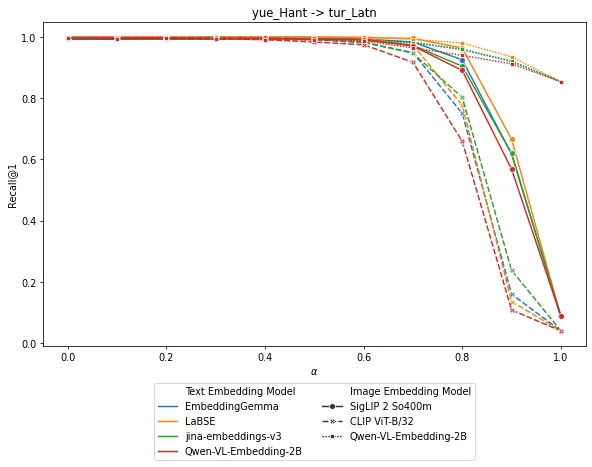 yue_Hant -> tur_Latn
Recall@1
1.0
0.8
0.6
0.4
0.2
0.0
0.0 0.2 0.4 0.6 0.8 1.0
α
Text Embedding Model
EmbeddingGemma
LaBSE
jina-embeddings-v3
Qwen-VL-Embedding-2B
Image Embedding Model
SigLIP 2 So400m
CLIP ViT-B/32
Qwen-VL-Embedding-2B